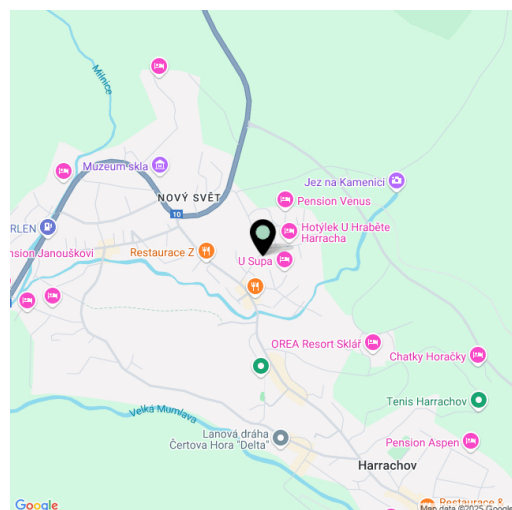 Milnice
Muzeum skla
Jez na Kamenici
NOVÝ SVĚT
Pension Venus
10
RLEN
Hotýlek U Hraběte
Harracha
ension Janouškovi
Restaurace Z
U Supa
OREA Resort Sklář
Chatky Horačky
Tenis Harrachov
Velká Mumlava
Lanová dráha
Čertova Hora "Delta"
Pension Aspen
Harrachov
Restaurace &
Google
Map data ©2025 Google